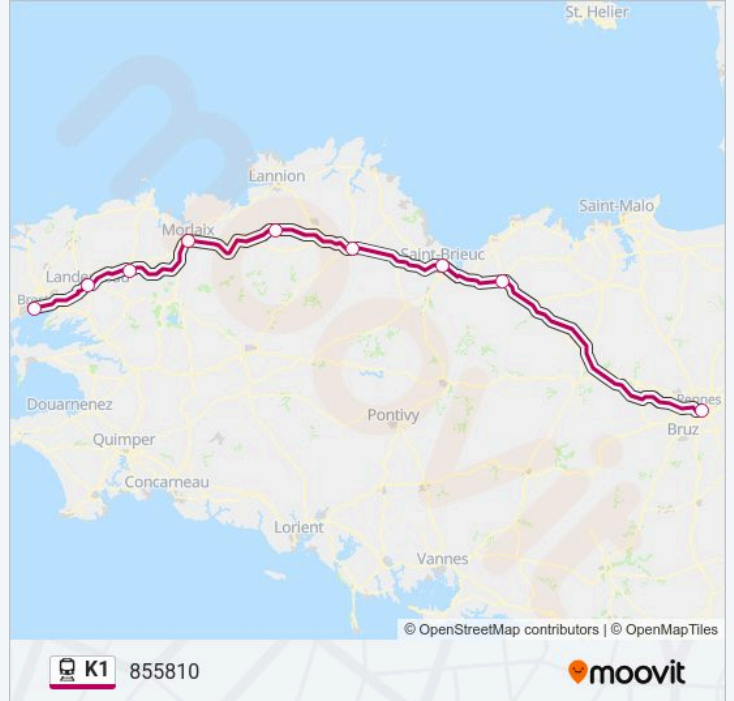 St. Helier
Lannion
Saint-Malo
Morlaix
Saint-Brieuc
Rennes
Douarnenez
Pontivy
Bruz
Quimper
Concarneau
Lorient
Vannes
© OpenStreetMap contributors | © OpenMapTiles
K1 855810
moovit